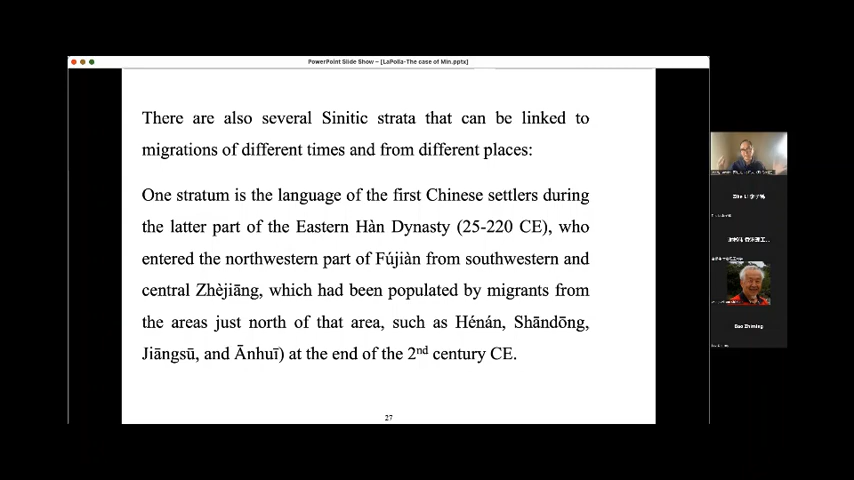 PowerPoint Slide Show – [LaPolla-The case of Min.pptx]
There are also several Sinitic strata that can be linked to
migrations of different times and from different places:
One stratum is the language of the first Chinese settlers during
the latter part of the Eastern Hàn Dynasty (25-220 CE), who
entered the northwestern part of Fújiàn from southwestern and
central Zhèjiāng, which had been populated by migrants from
the areas just north of that area, such as Hénán, Shāndōng,
Jiāngsū, and Ānhuī) at the end of the 2nd century CE.
27
Bao Zhiming